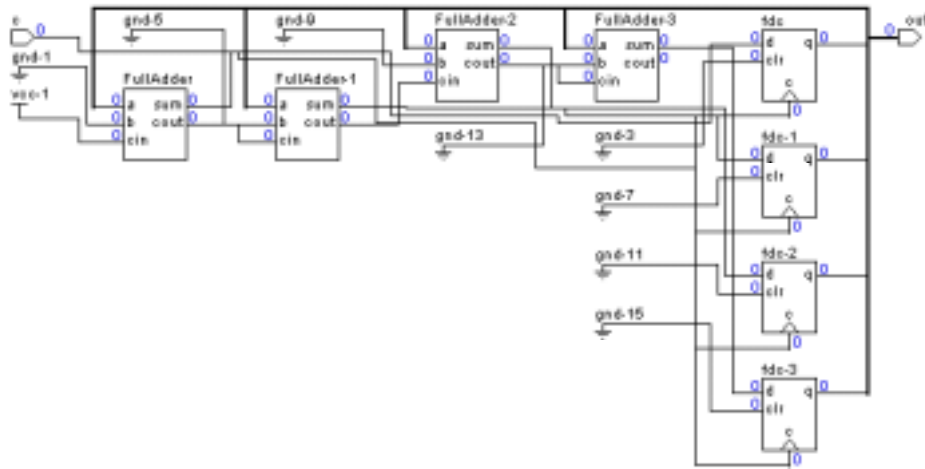 c
0
gnd-5
gnd-9
FullAdder-2
FullAdder-3
fdc
out
0
gnd-1
0 a sum 0
0 b cout 0
0 cin
0 a sum 0
0 b cout 0
0 cin
0 d q 0
0 clr
c
0
vcc-1
FullAdder
FullAdder-1
0 a sum 0
0 b cout 0
0 cin
0 a sum 0
0 b cout 0
0 cin
gnd-13
gnd-3
fdc-1
0 d q 0
0 clr
c
0
gnd-7
gnd-11
fdc-2
0 d q 0
0 clr
c
0
gnd-15
fdc-3
0 d q 0
0 clr
c
0